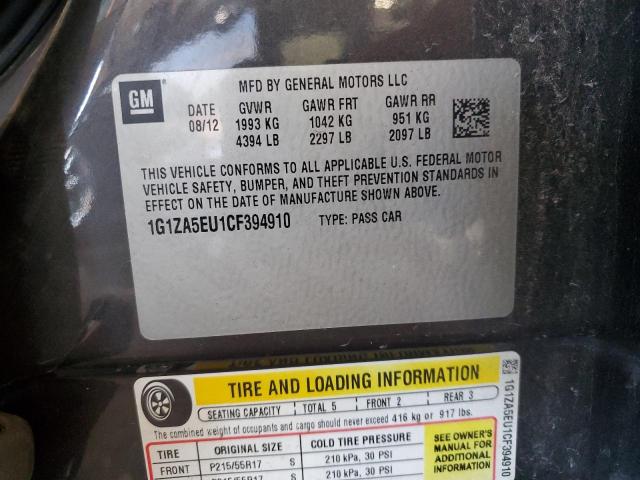 GM
MFD BY GENERAL MOTORS LLC
DATE GVWR GAWR FRT GAWR RR
08/12 1993 KG 1042 KG 951 KG
4394 LB 2297 LB 2097 LB
THIS VEHICLE CONFORMS TO ALL APPLICABLE U.S. FEDERAL MOTOR
VEHICLE SAFETY, BUMPER, AND THEFT PREVENTION STANDARDS IN
EFFECT ON THE DATE OF MANUFACTURE SHOWN ABOVE.
1G1ZA5EU1CF394910 TYPE: PASS CAR
TIRE AND LOADING INFORMATION
SEATING CAPACITY TOTAL 5 FRONT 2 REAR 3
The combined weight of occupants and cargo should never exceed 416 kg or 917 lbs.
TIRE ORIGINAL SIZE COLD TIRE PRESSURE
FRONT P215/55R17 S 210 kPa, 30 PSI
P215/55R17 S 210 kPa, 30 PSI
SEE OWNER'S
MANUAL FOR
ADDITIONAL
INFORMATION
1G1ZA5EU1CF394910